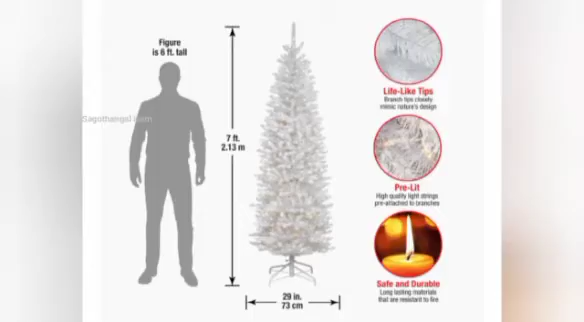 Figure
is 6 ft. tall
Sagothangsi.com
7 ft.
2.13 m
29 in.
73 cm
Life-Like Tips
Branch tips closely
mimic nature's design
Pre-Lit
High quality light strings
pre-attached to branches
Safe and Durable
Long lasting materials
that are resistant to fire